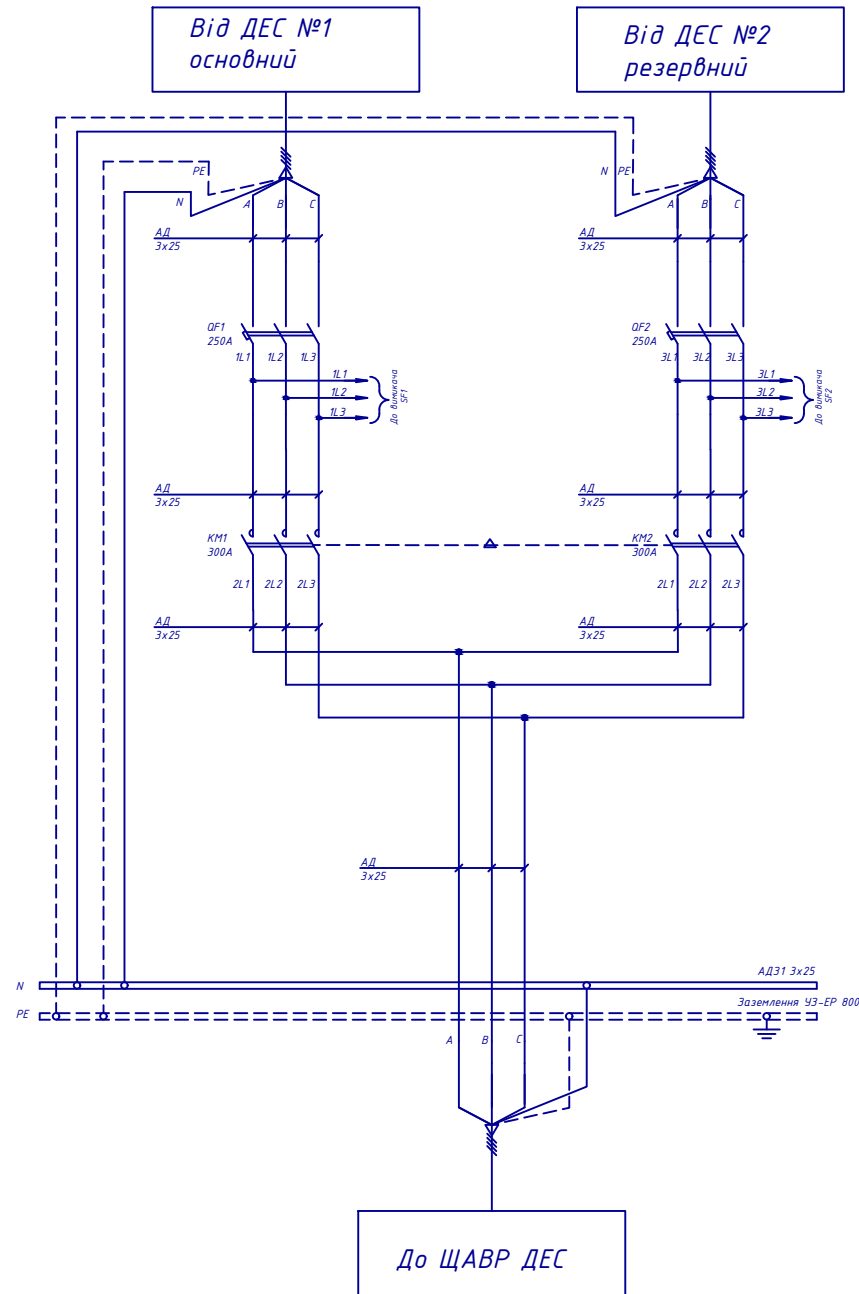 Від ДЕС №1
основний
Від ДЕС №2
резервний
PE
N
N PE
A B C
A B C
АД
3х25
АД
3х25
QF1
250A
QF2
250A
1L1 1L2 1L3
3L1 3L2 3L3
1L1
1L2
1L3
До вимикача
SF1
3L1
3L2
3L3
До вимикача
SF2
АД
3х25
АД
3х25
КМ1
300А
КМ2
300А
2L1 2L2 2L3
2L1 2L2 2L3
АД
3х25
АД
3х25
АД
3х25
АД31 3х25
N
Заземлення УЗ-ЕР 800
PE
A B C
До ЩАВР ДЕС